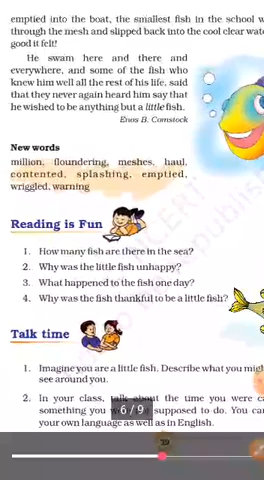 emptied into the boat, the smallest fish in the school
through the mesh and slipped back into the cool clear
good it felt!
He swam here and there and
everywhere, and some of the fish who
knew him well all the rest of his life, said
that they never again heard him say that
he wished to be anything but a little fish.
Enos B. Comstock
New words
million, floundering, meshes, haul,
contented, splashing, emptied,
wriggled, warning
Reading is Fun
1. How many fish are there in the sea?
2. Why was the little fish unhappy?
3. What happened to the fish one day?
4. Why was the fish thankful to be a little fish?
Talk time
1. Imagine you are a little fish. Describe what you
see around you.
2. In your class, talk about the time you were
something you supposed to do. You
your own language as well as in English.
6/9
39